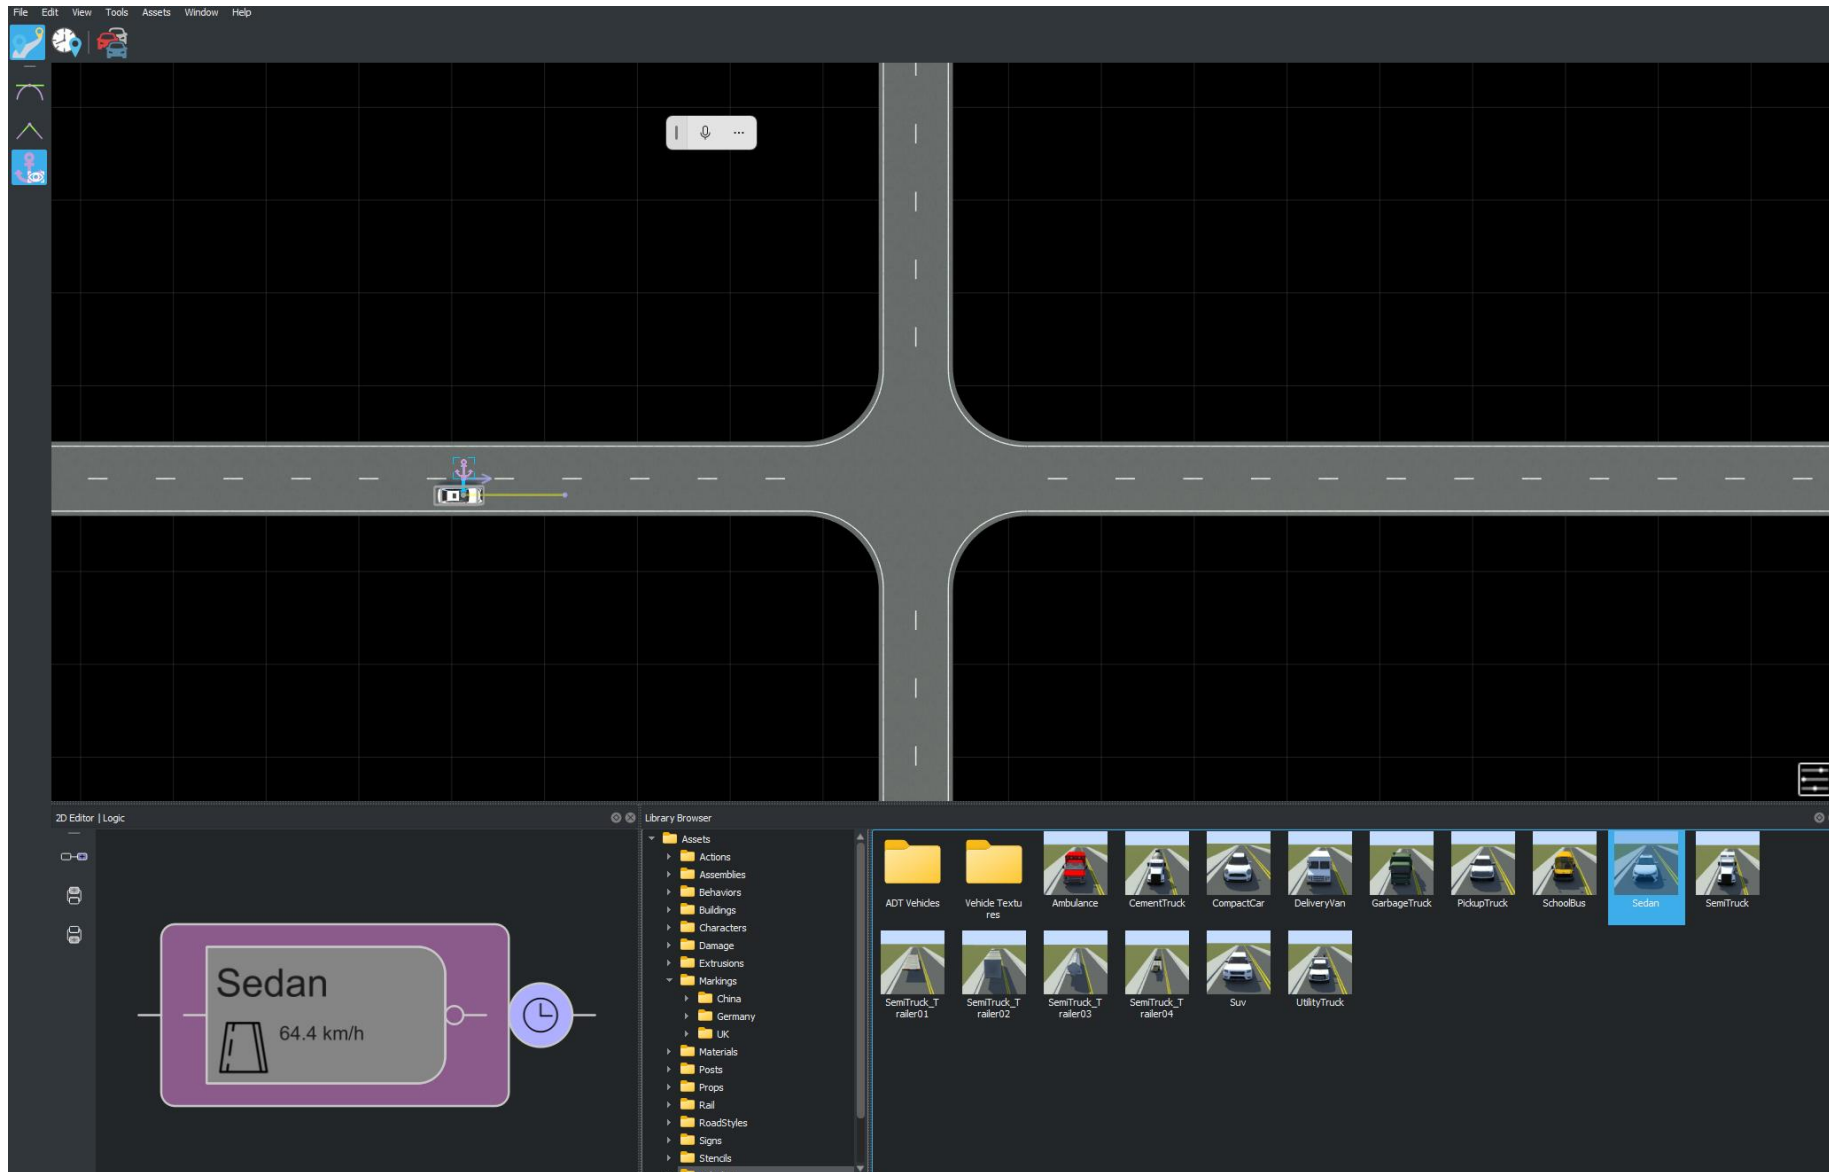 File Edit View Tools Assets Window Help
2D Editor | Logic
Sedan
64.4 km/h
Library Browser
Assets
Actions
Assemblies
Behaviors
Buildings
Characters
Damage
Extrusions
Markings
China
Germany
UK
Materials
Posts
Props
Rail
RoadStyles
Signs
Stencils
ADT Vehicles
Vehicle Textu
res
Ambulance
CementTruck
CompactCar
DeliveryVan
GarbageTruck
PickupTruck
SchoolBus
Sedan
SemiTruck
SemiTruck_T
railer01
SemiTruck_T
railer02
SemiTruck_T
railer03
SemiTruck_T
railer04
Suv
UtilityTruck